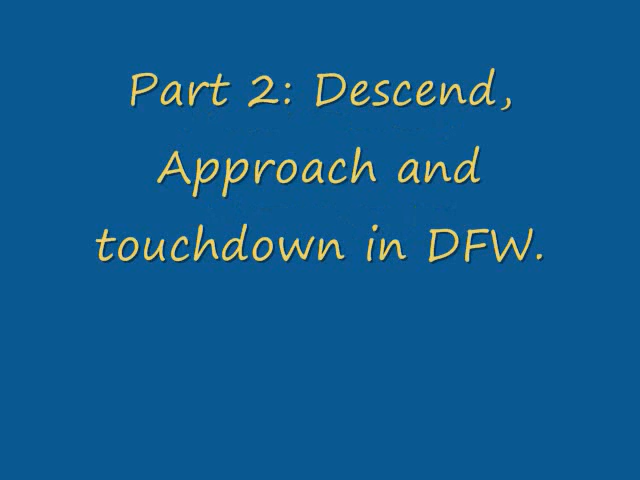 Part 2: Descend,
Approach and
touchdown in DFW.